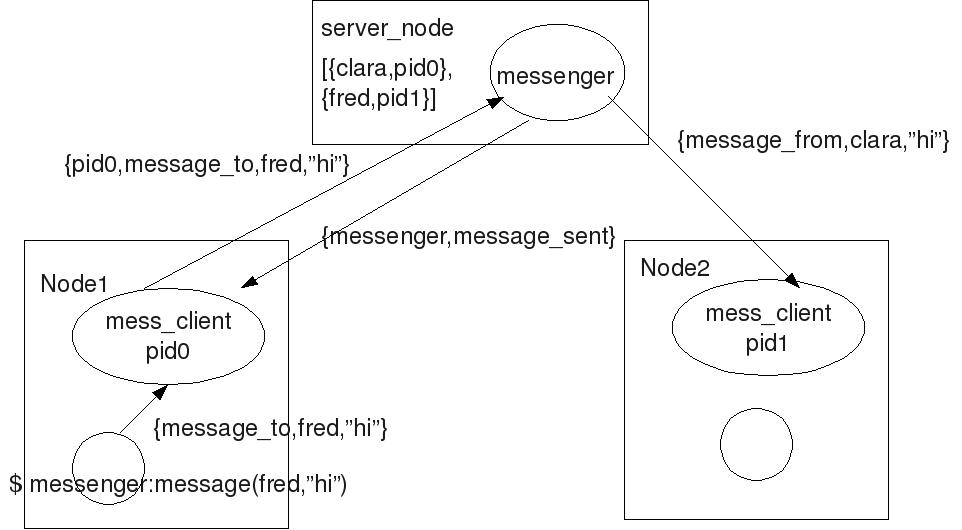 server_node
[{clara,pid0},
{fred,pid1}]
messenger
{message_from,clara,”hi”}
{pid0,message_to,fred,”hi”}
{messenger,message_sent}
Node1
mess_client
pid0
Node2
mess_client
pid1
{message_to,fred,”hi”}
$ messenger:message(fred,”hi”)